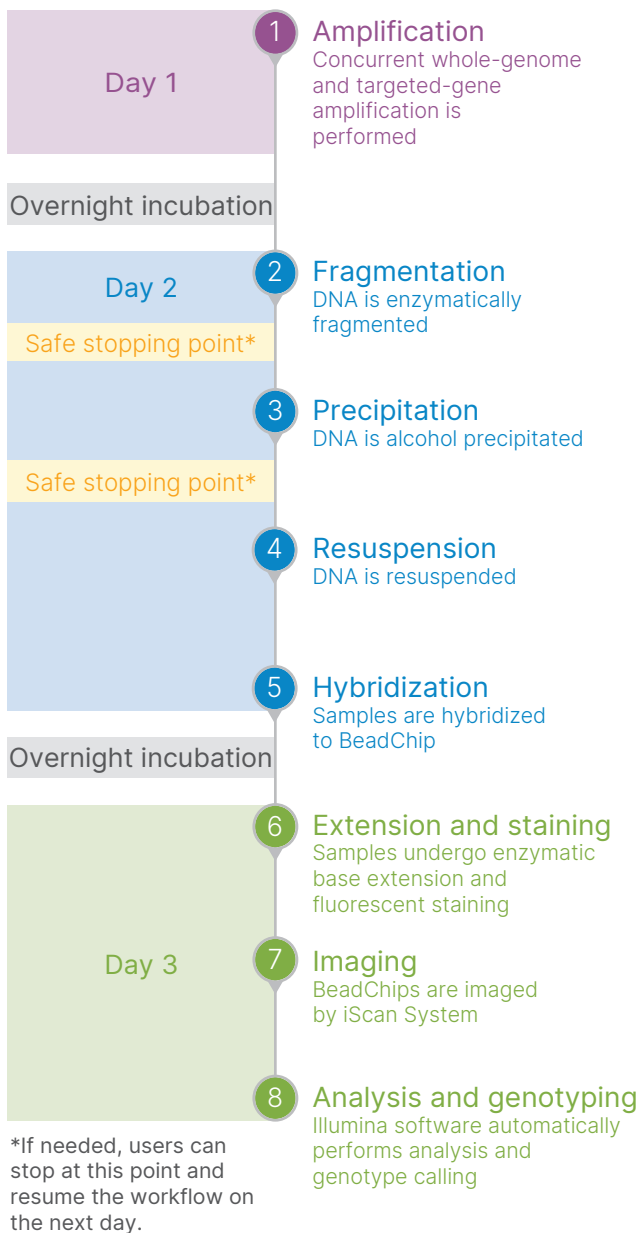 1
Amplification
Concurrent whole-genome
and targeted-gene
amplification is
performed
Day 1
Overnight incubation
2
Fragmentation
DNA is enzymatically
fragmented
Day 2
Safe stopping point*
3
Precipitation
DNA is alcohol precipitated
Safe stopping point*
4
Resuspension
DNA is resuspended
5
Hybridization
Samples are hybridized
to BeadChip
Overnight incubation
6
Extension and staining
Samples undergo enzymatic
base extension and
fluorescent staining
Day 3
7
Imaging
BeadChips are imaged
by iScan System
8
Analysis and genotyping
Illumina software automatically
performs analysis and
genotype calling
*If needed, users can
stop at this point and
resume the workflow on
the next day.